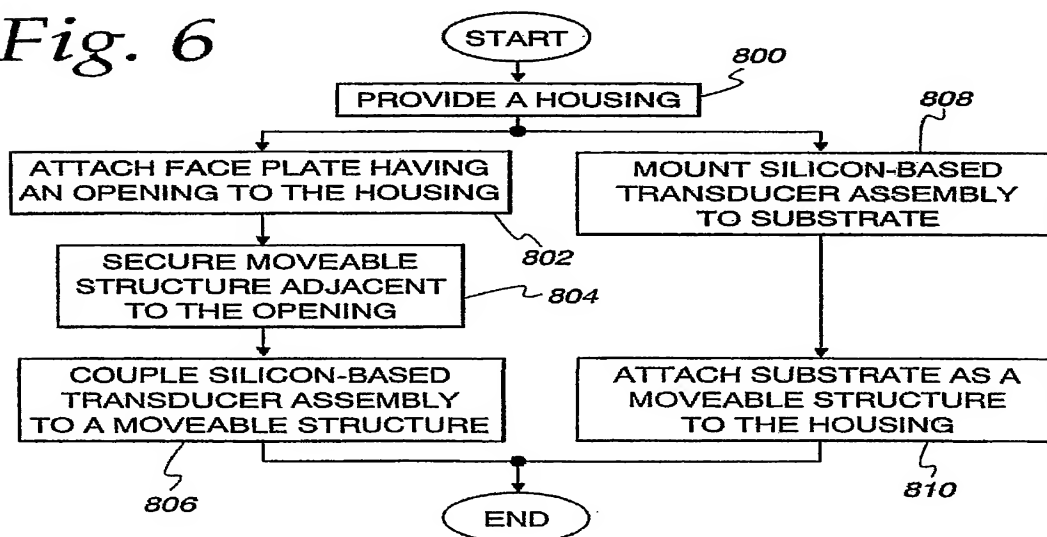 Fig. 6
START
800
PROVIDE A HOUSING
808
ATTACH FACE PLATE HAVING
AN OPENING TO THE HOUSING
802
SECURE MOVEABLE
STRUCTURE ADJACENT
TO THE OPENING
804
COUPLE SILICON-BASED
TRANSDUCER ASSEMBLY
TO A MOVEABLE STRUCTURE
806
MOUNT SILICON-BASED
TRANSDUCER ASSEMBLY
TO SUBSTRATE
ATTACH SUBSTRATE AS A
MOVEABLE STRUCTURE
TO THE HOUSING
810
END